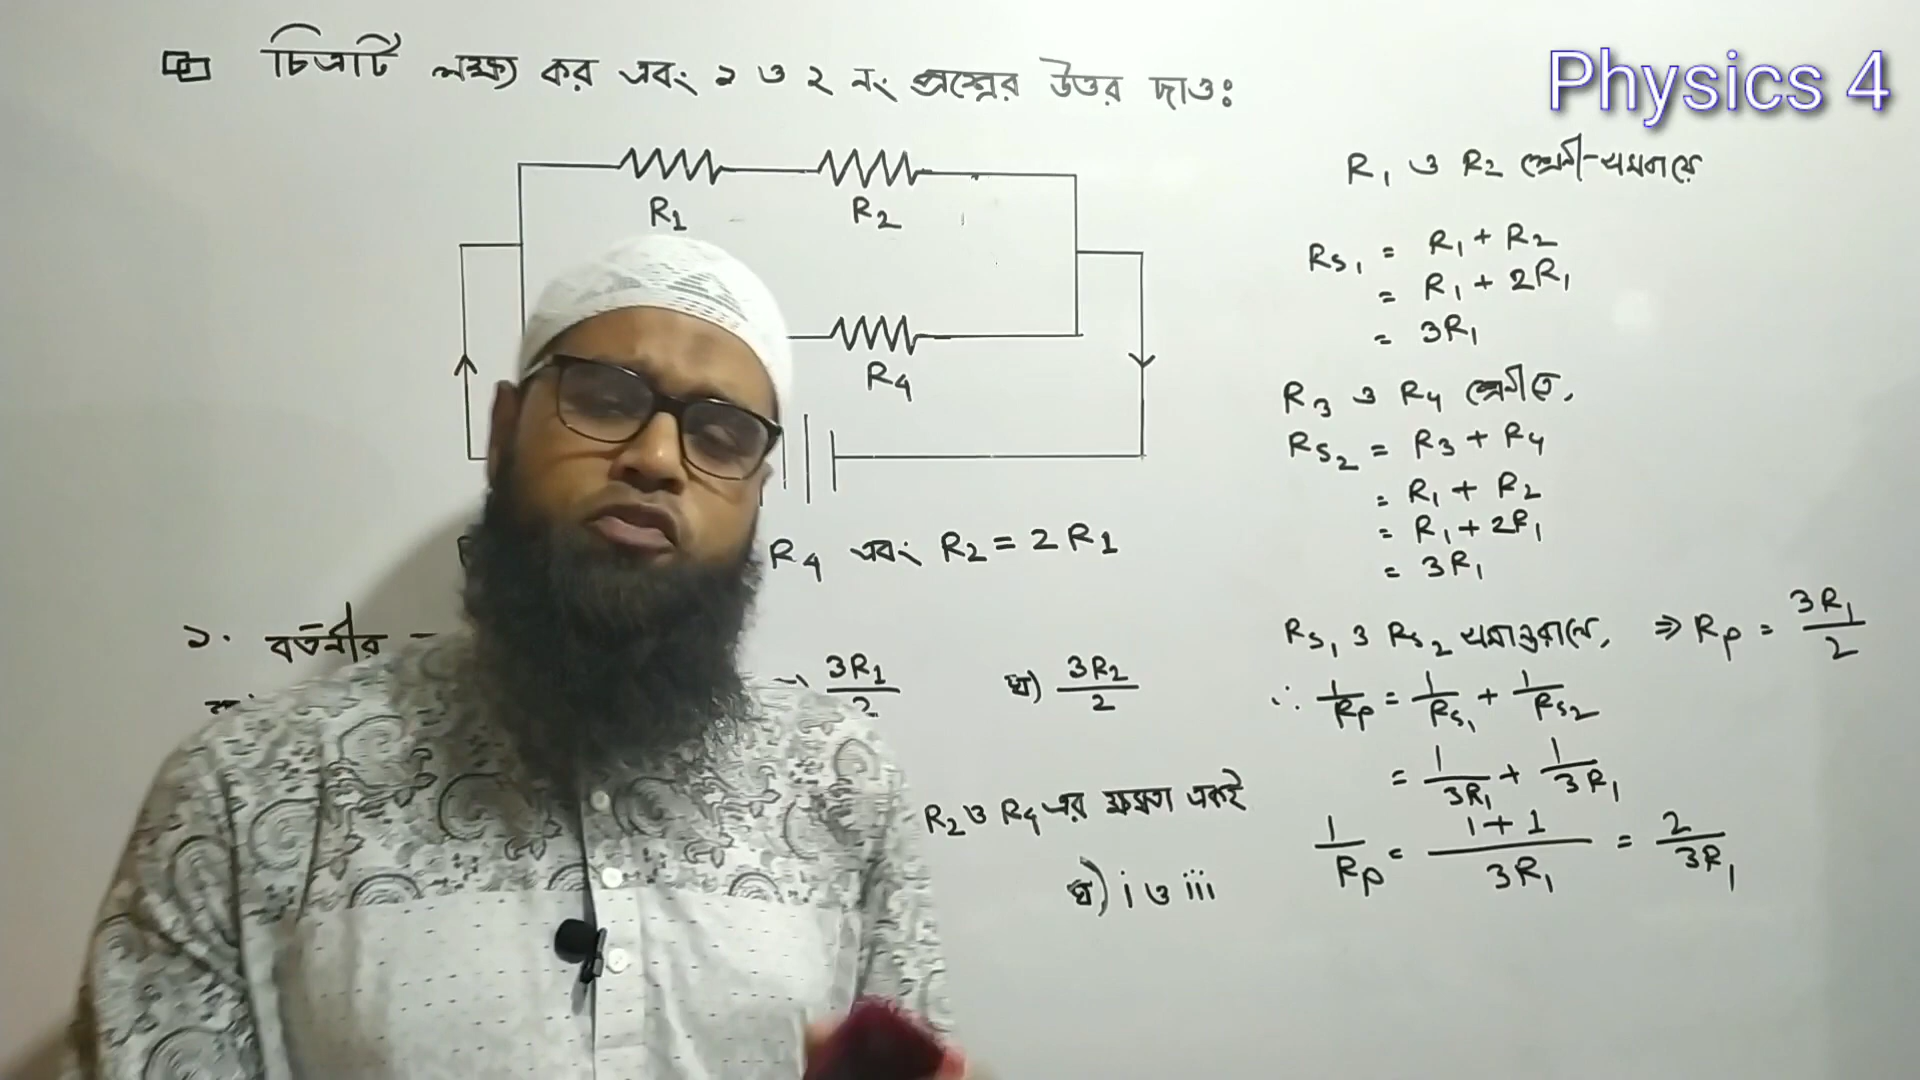 চিত্রটি লক্ষ্য কর এবং ১ ও ২ নং প্রশ্নের উত্তর দাওঃ
Physics 4
R1 R2
R4
R4 এবং R2 = 2R1
১. বর্তনীর
3R1/2 ঘ) 3R2/2
R2 ও R4 এর ক্ষমতা একই
ঘ) i ও iii
R1 ও R2 শ্রেণী-সমবায়ে
Rs1 = R1 + R2
= R1 + 2R1
= 3R1
R3 ও R4 শ্রেণীতে,
Rs2 = R3 + R4
= R1 + R2
= R1 + 2R1
= 3R1
Rs1 ও Rs2 সমান্তরালে, ⇒ Rp = 3R1/2
∴ 1/Rp = 1/Rs1 + 1/Rs2
= 1/3R1 + 1/3R1
1/Rp = 1+1/3R1 = 2/3R1